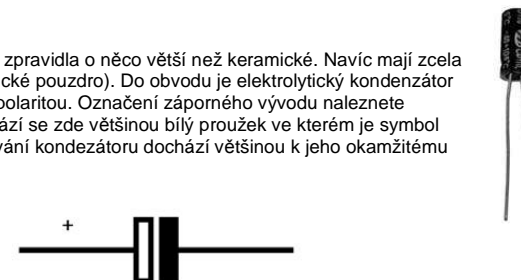 zpravidla o něco větší než keramické. Navíc mají zcela
cké pouzdro). Do obvodu je elektrolytický kondenzátor
polaritou. Označení záporného vývodu naleznete
ází se zde většinou bílý proužek ve kterém je symbol
vání kondezátoru dochází většinou k jeho okamžitému
+